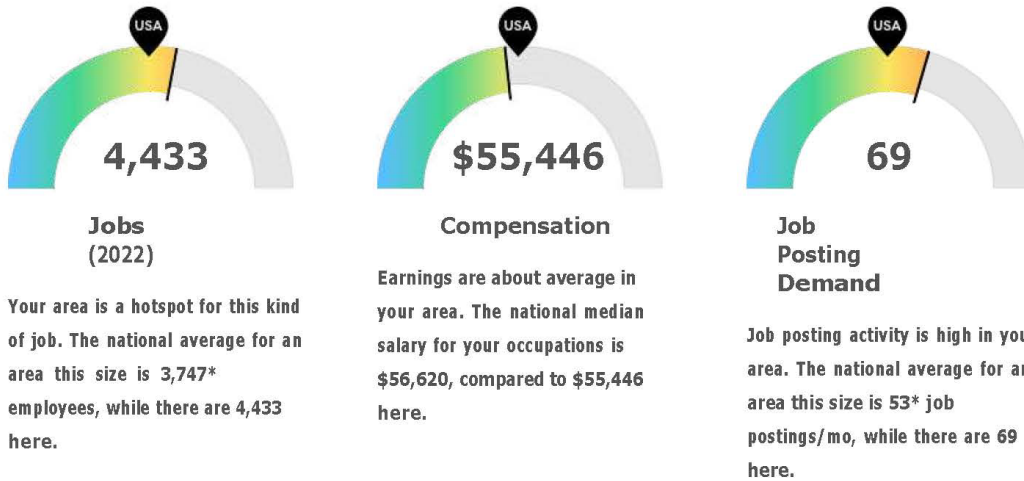 USA
4,433
Jobs
(2022)
Your area is a hotspot for this kind
of job. The national average for an
area this size is 3,747*
employees, while there are 4,433
here.
USA
$55,446
Compensation
Earnings are about average in
your area. The national median
salary for your occupations is
$56,620, compared to $55,446
here.
USA
69
Job
Posting
Demand
Job posting activity is high in you
area. The national average for an
area this size is 53* job
postings/mo, while there are 69
here.